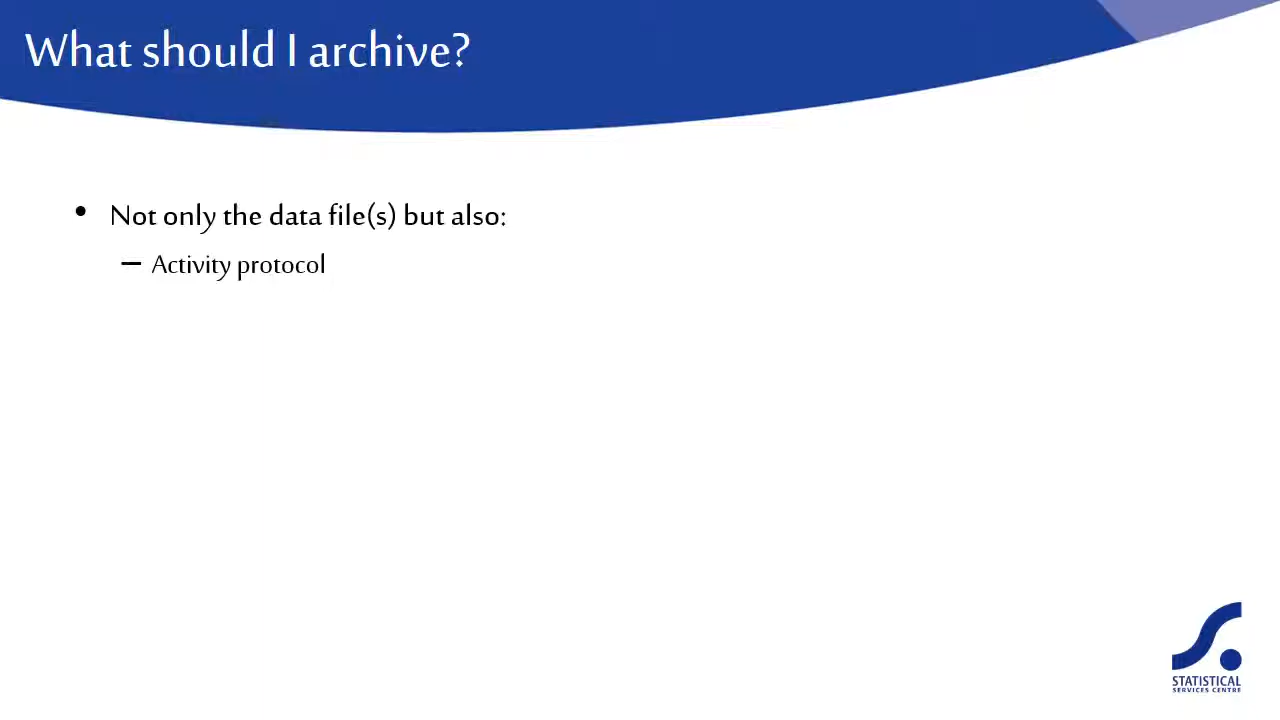 What should I archive?
• Not only the data file(s) but also:
– Activity protocol
STATISTICAL
SERVICES CENTRE